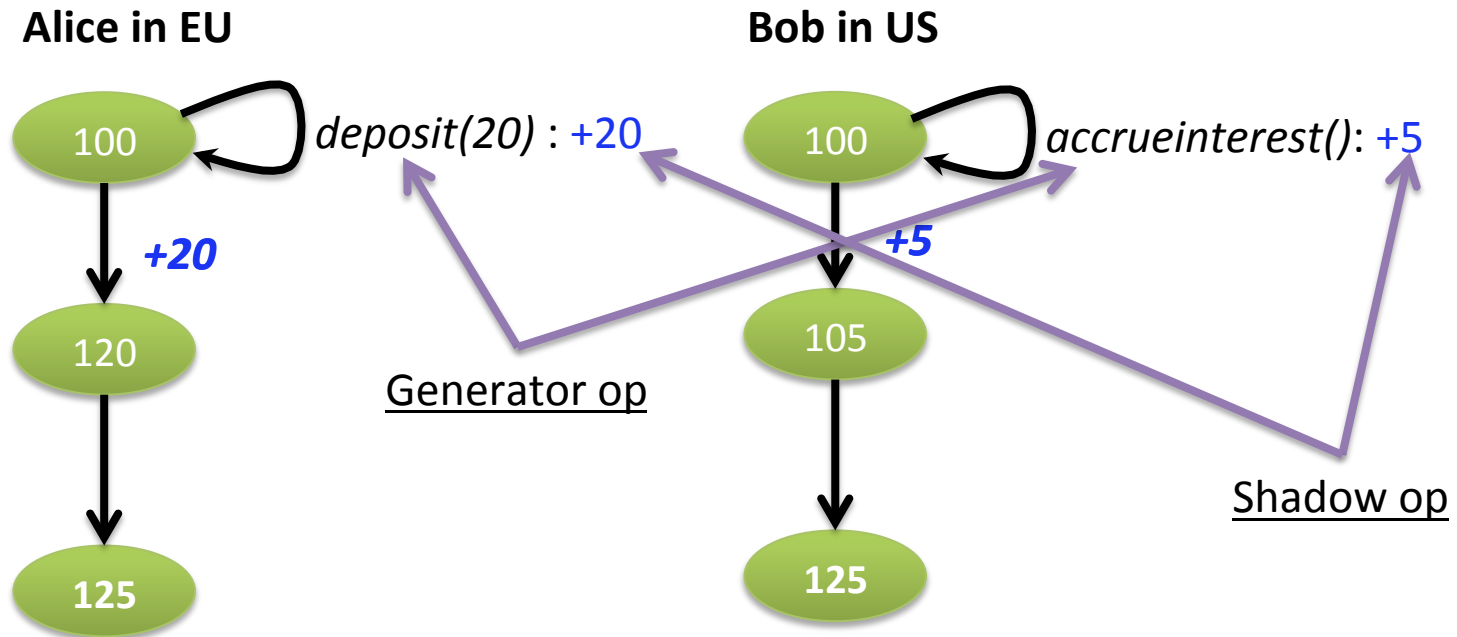 Alice in EU
Bob in US
100
deposit(20) : +20
100
accrueinterest(): +5
+20
+5
120
105
Generator op
Shadow op
125
125